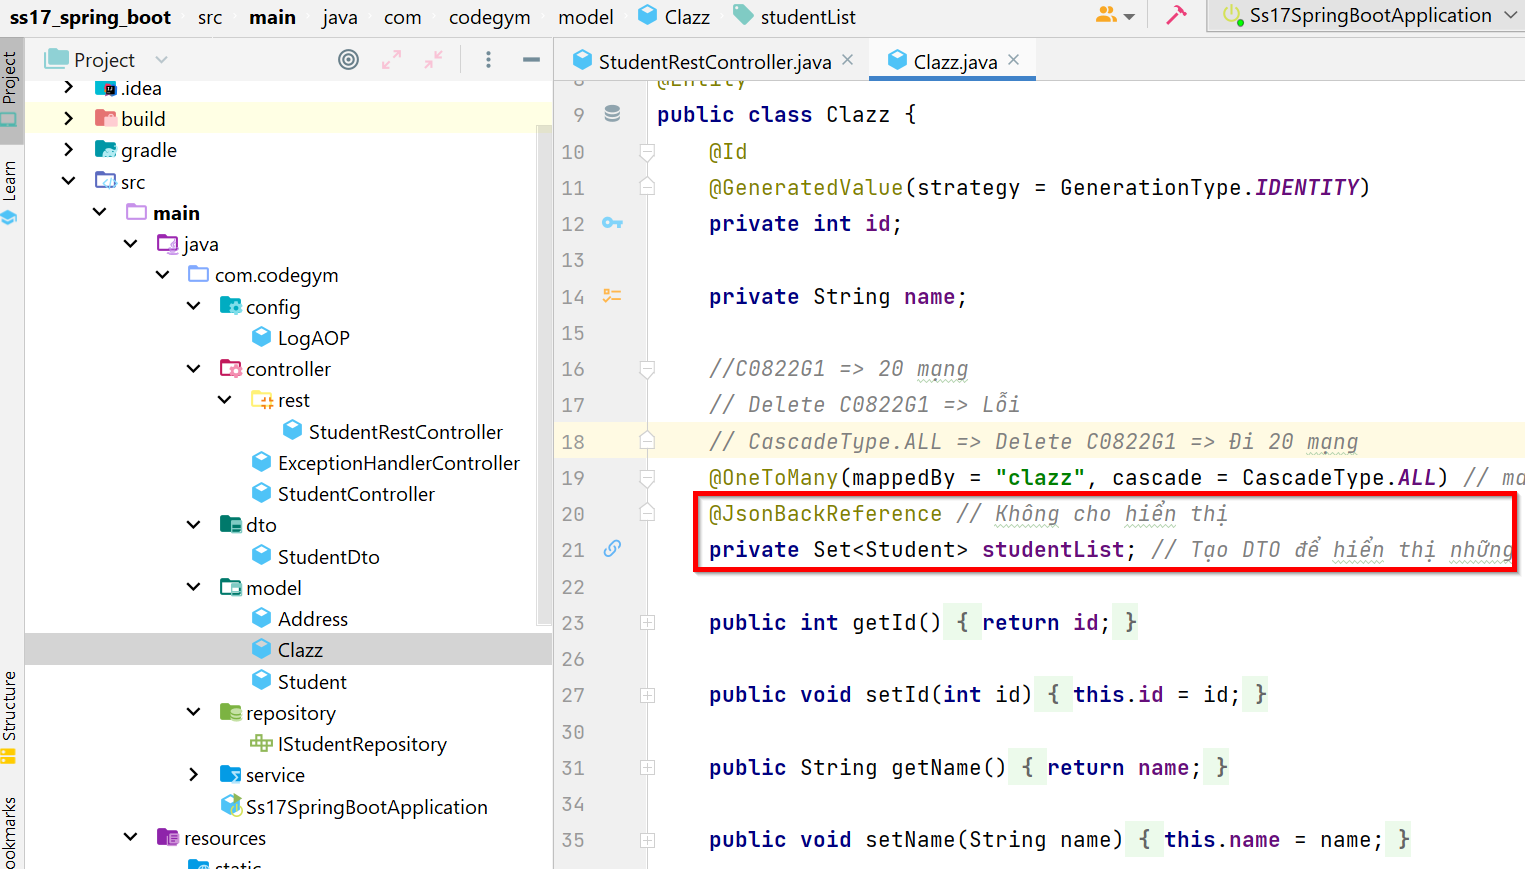 ss17_spring_boot src main java com codegym model Clazz studentList Ss17SpringBootApplication
Project
Learn
Structure
Project
.idea
build
gradle
src
main
java
com.codegym
config
LogAOP
controller
rest
StudentRestController
ExceptionHandlerController
StudentController
dto
StudentDto
model
Address
Clazz
Student
repository
IStudentRepository
service
Ss17SpringBootApplication
resources
static
StudentRestController.java Clazz.java
8 @Entity
9 public class Clazz {
10 @Id
11 @GeneratedValue(strategy = GenerationType.IDENTITY)
12 private int id;
13
14 private String name;
15
16 //C0822G1 => 20 mạng
17 // Delete C0822G1 => Lỗi
18 // CascadeType.ALL => Delete C0822G1 => Đi 20 mạng
19 @OneToMany(mappedBy = "clazz", cascade = CascadeType.ALL) //
20 @JsonBackReference // Không cho hiển thị
21 private Set<Student> studentList; // Tạo DTO để hiển thị những
22
23 public int getId() { return id; }
26
27 public void setId(int id) { this.id = id; }
30
31 public String getName() { return name; }
34
35 public void setName(String name) { this.name = name; }